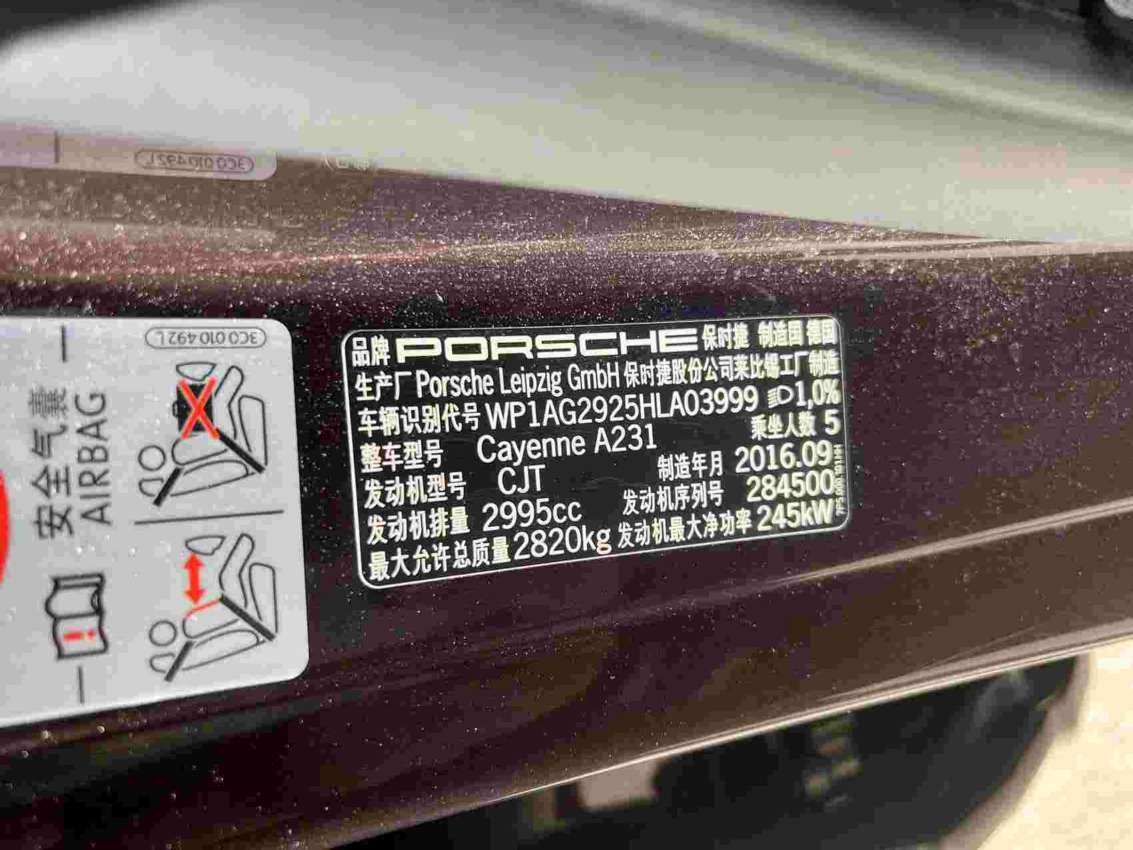 3C0 010 492 L
3C0 010 492 L
安全气囊
AIRBAG
品牌 PORSCHE 保时捷 制造国 德国
生产厂 Porsche Leipzig GmbH 保时捷股份公司莱比锡工厂制造
车辆识别代号 WP1AG2925HLA03999 1,0%
整车型号 Cayenne A231 乘坐人数 5
发动机型号 CJT 制造年月 2016.09
发动机排量 2995cc 发动机序列号 284500
最大允许总质量 2820kg 发动机最大净功率 245kW